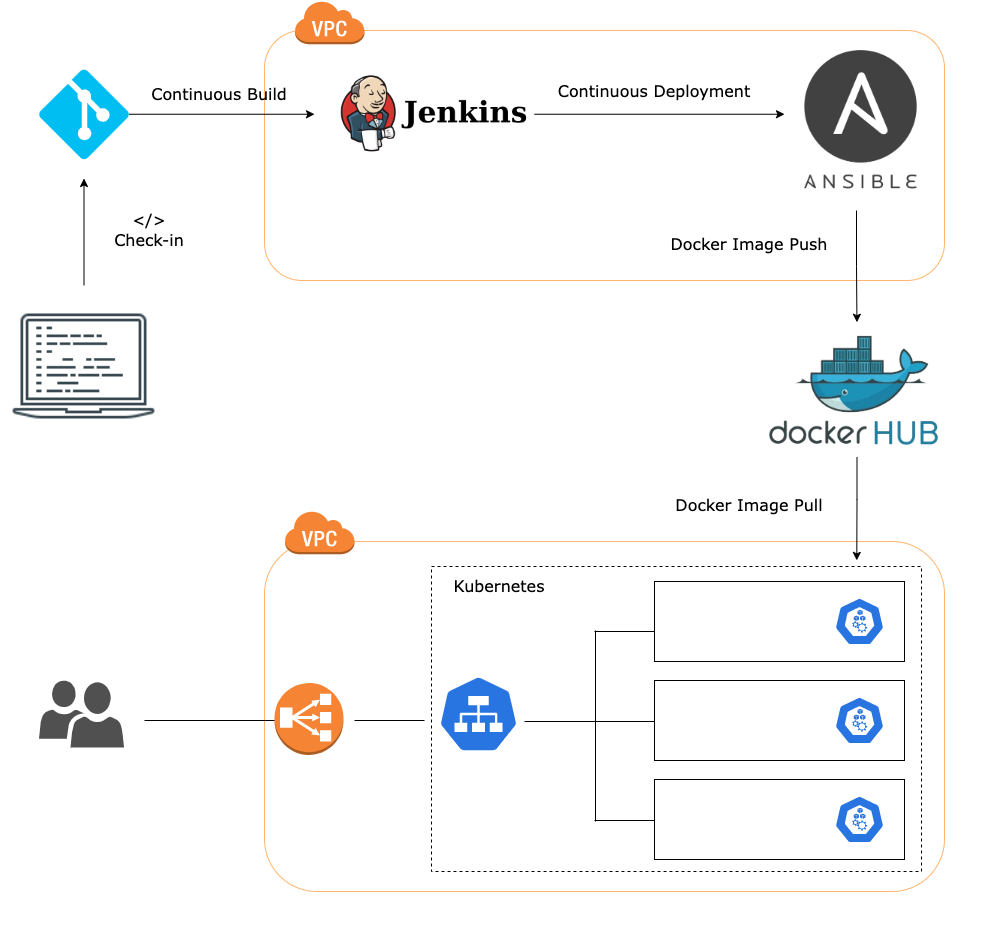 VPC
Continuous Build
Jenkins
Continuous Deployment
ANSIBLE
</>
Check-in
Docker Image Push
docker HUB
Docker Image Pull
VPC
Kubernetes